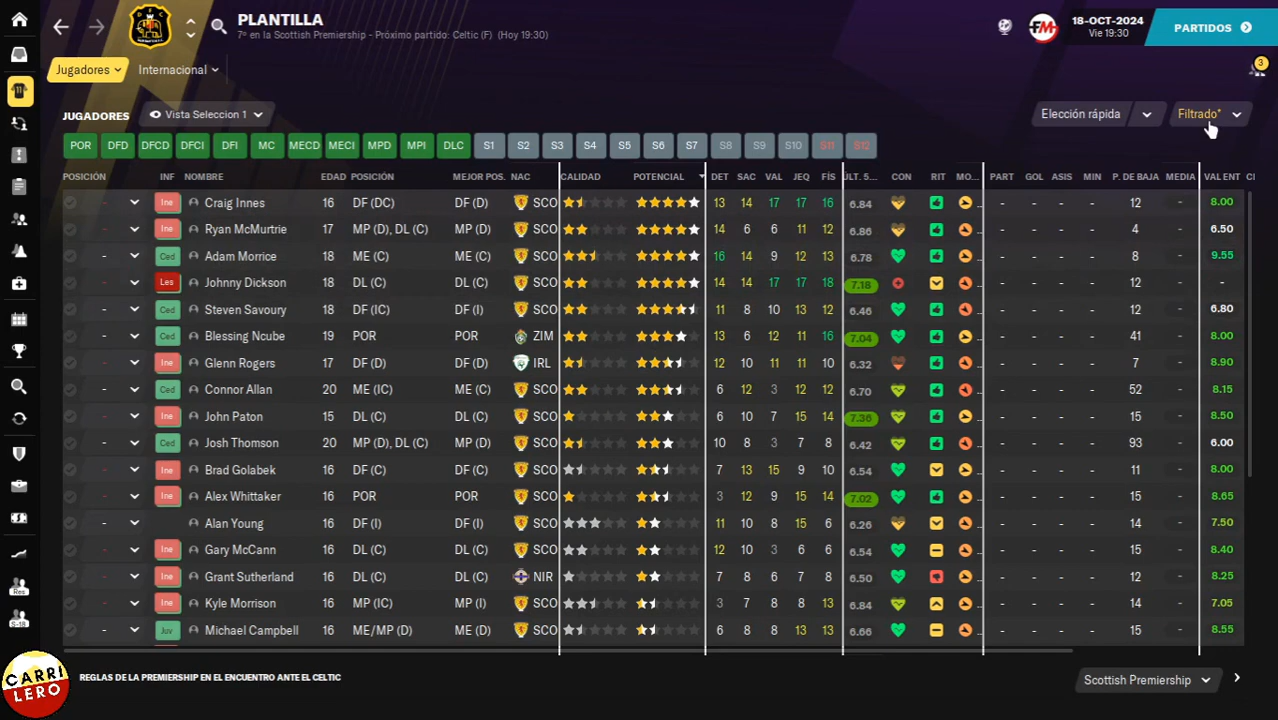 PLANTILLA
7º en la Scottish Premiership - Próximo partido: Celtic (F) (Hoy 19:30)
18-OCT-2024
Vie 19:30
PARTIDOS
FM
Jugadores
Internacional
3
JUGADORES
Vista Seleccion 1
Elección rápida
Filtrado*
POR DFD DFCD DFCI DFI MC MECD MECI MPD MPI DLC S1 S2 S3 S4 S5 S6 S7 S8 S9 S10 S11 S12
POSICIÓN INF NOMBRE EDAD POSICIÓN MEJOR POS. NAC CALIDAD POTENCIAL DET SAC VAL JEQ FÍS ÚLT. 5... CON RIT MO... PART GOL ASIS MIN P. DE BAJA MEDIA VAL ENT
- - Ine Craig Innes 16 DF (DC) DF (D) SCO 13 14 17 17 16 6.84 - - - - 12 - 8.00
- - Ine Ryan McMurtrie 17 MP (D), DL (C) MP (D) SCO 14 6 6 11 12 6.86 - - - - 4 - 6.50
- - Ced Adam Morrice 18 ME (C) ME (C) SCO 16 14 9 12 13 6.78 - - - - 8 - 9.55
- - Les Johnny Dickson 18 DL (C) DL (C) SCO 14 14 17 17 18 7.18 - - - - 12 - -
- - Ced Steven Savoury 18 DF (IC) DF (I) SCO 11 8 10 13 12 6.46 - - - - 12 - 6.80
- - Ced Blessing Ncube 19 POR POR ZIM 13 6 12 11 16 7.04 - - - - 41 - 8.00
- - Ine Glenn Rogers 17 DF (D) DF (D) IRL 12 10 11 11 10 6.32 - - - - 7 - 8.90
- - Ced Connor Allan 20 ME (IC) ME (C) SCO 6 12 3 12 12 6.70 - - - - 52 - 8.15
- - Ine John Paton 15 DL (C) DL (C) SCO 6 10 7 15 14 7.36 - - - - 15 - 8.50
- - Ced Josh Thomson 20 MP (D), DL (C) MP (D) SCO 10 8 3 7 8 6.42 - - - - 93 - 6.00
- - Ine Brad Golabek 16 DF (C) DF (C) SCO 7 13 15 9 10 6.54 - - - - 11 - 8.00
- - Ine Alex Whittaker 16 POR POR SCO 3 12 9 15 14 7.02 - - - - 15 - 8.65
- - Alan Young 16 DF (I) DF (I) SCO 11 10 8 15 6 6.26 - - - - 14 - 7.50
- - Ine Gary McCann 16 DL (C) DL (C) SCO 12 10 3 6 6 6.54 - - - - 15 - 8.40
- - Ine Grant Sutherland 16 DL (C) DL (C) NIR 7 8 6 7 8 6.50 - - - - 12 - 8.25
- - Ine Kyle Morrison 16 MP (IC) MP (I) SCO 3 7 8 8 13 6.84 - - - - 14 - 7.05
- - Juv Michael Campbell 16 ME/MP (D) ME (D) SCO 6 8 8 13 13 6.66 - - - - 15 - 8.55
REGLAS DE LA PREMIERSHIP EN EL ENCUENTRO ANTE EL CELTIC
Scottish Premiership
Res
S-18
CARRI
LERO